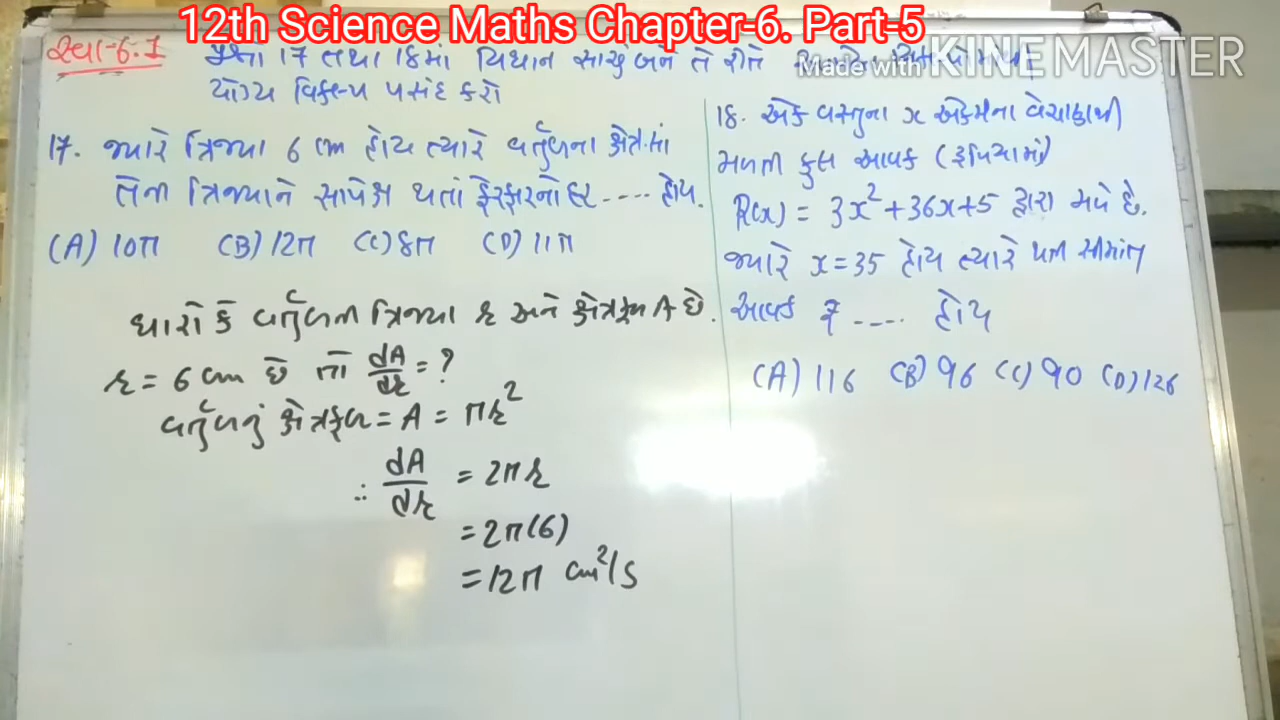 12th Science Maths Chapter-6. Part-5
Made with KINEMASTER
સ્વા-6.1
પ્રશ્નો 17 તથા 18માં વિધાન સાચું બને તે રીતે
યોગ્ય વિકલ્પ પસંદ કરો
17. જ્યારે ત્રિજ્યા 6 cm હોય ત્યારે વર્તુળના ક્ષેત્રફળમાં
તેના ત્રિજ્યાને સાપેક્ષ થતાં ફેરફારનો દર .... હોય.
(A) 10π (B) 12π (C) 8π (D) 11π
ધારો કે વર્તુળની ત્રિજ્યા r અને ક્ષેત્રફળ A છે.
r = 6 cm છે તો dA/dr = ?
વર્તુળનું ક્ષેત્રફળ = A = πr²
∴ dA/dr = 2πr
= 2π(6)
= 12π cm²/s
18. એક વસ્તુના x એકમના વેચાણથી
મળતી કુલ આવક (રૂપિયામાં)
R(x) = 3x² + 36x + 5 દ્વારા મળે છે.
જ્યારે x = 35 હોય ત્યારે સીમાંત
આવક ₹ .... હોય
(A) 116 (B) 96 (C) 90 (D) 126